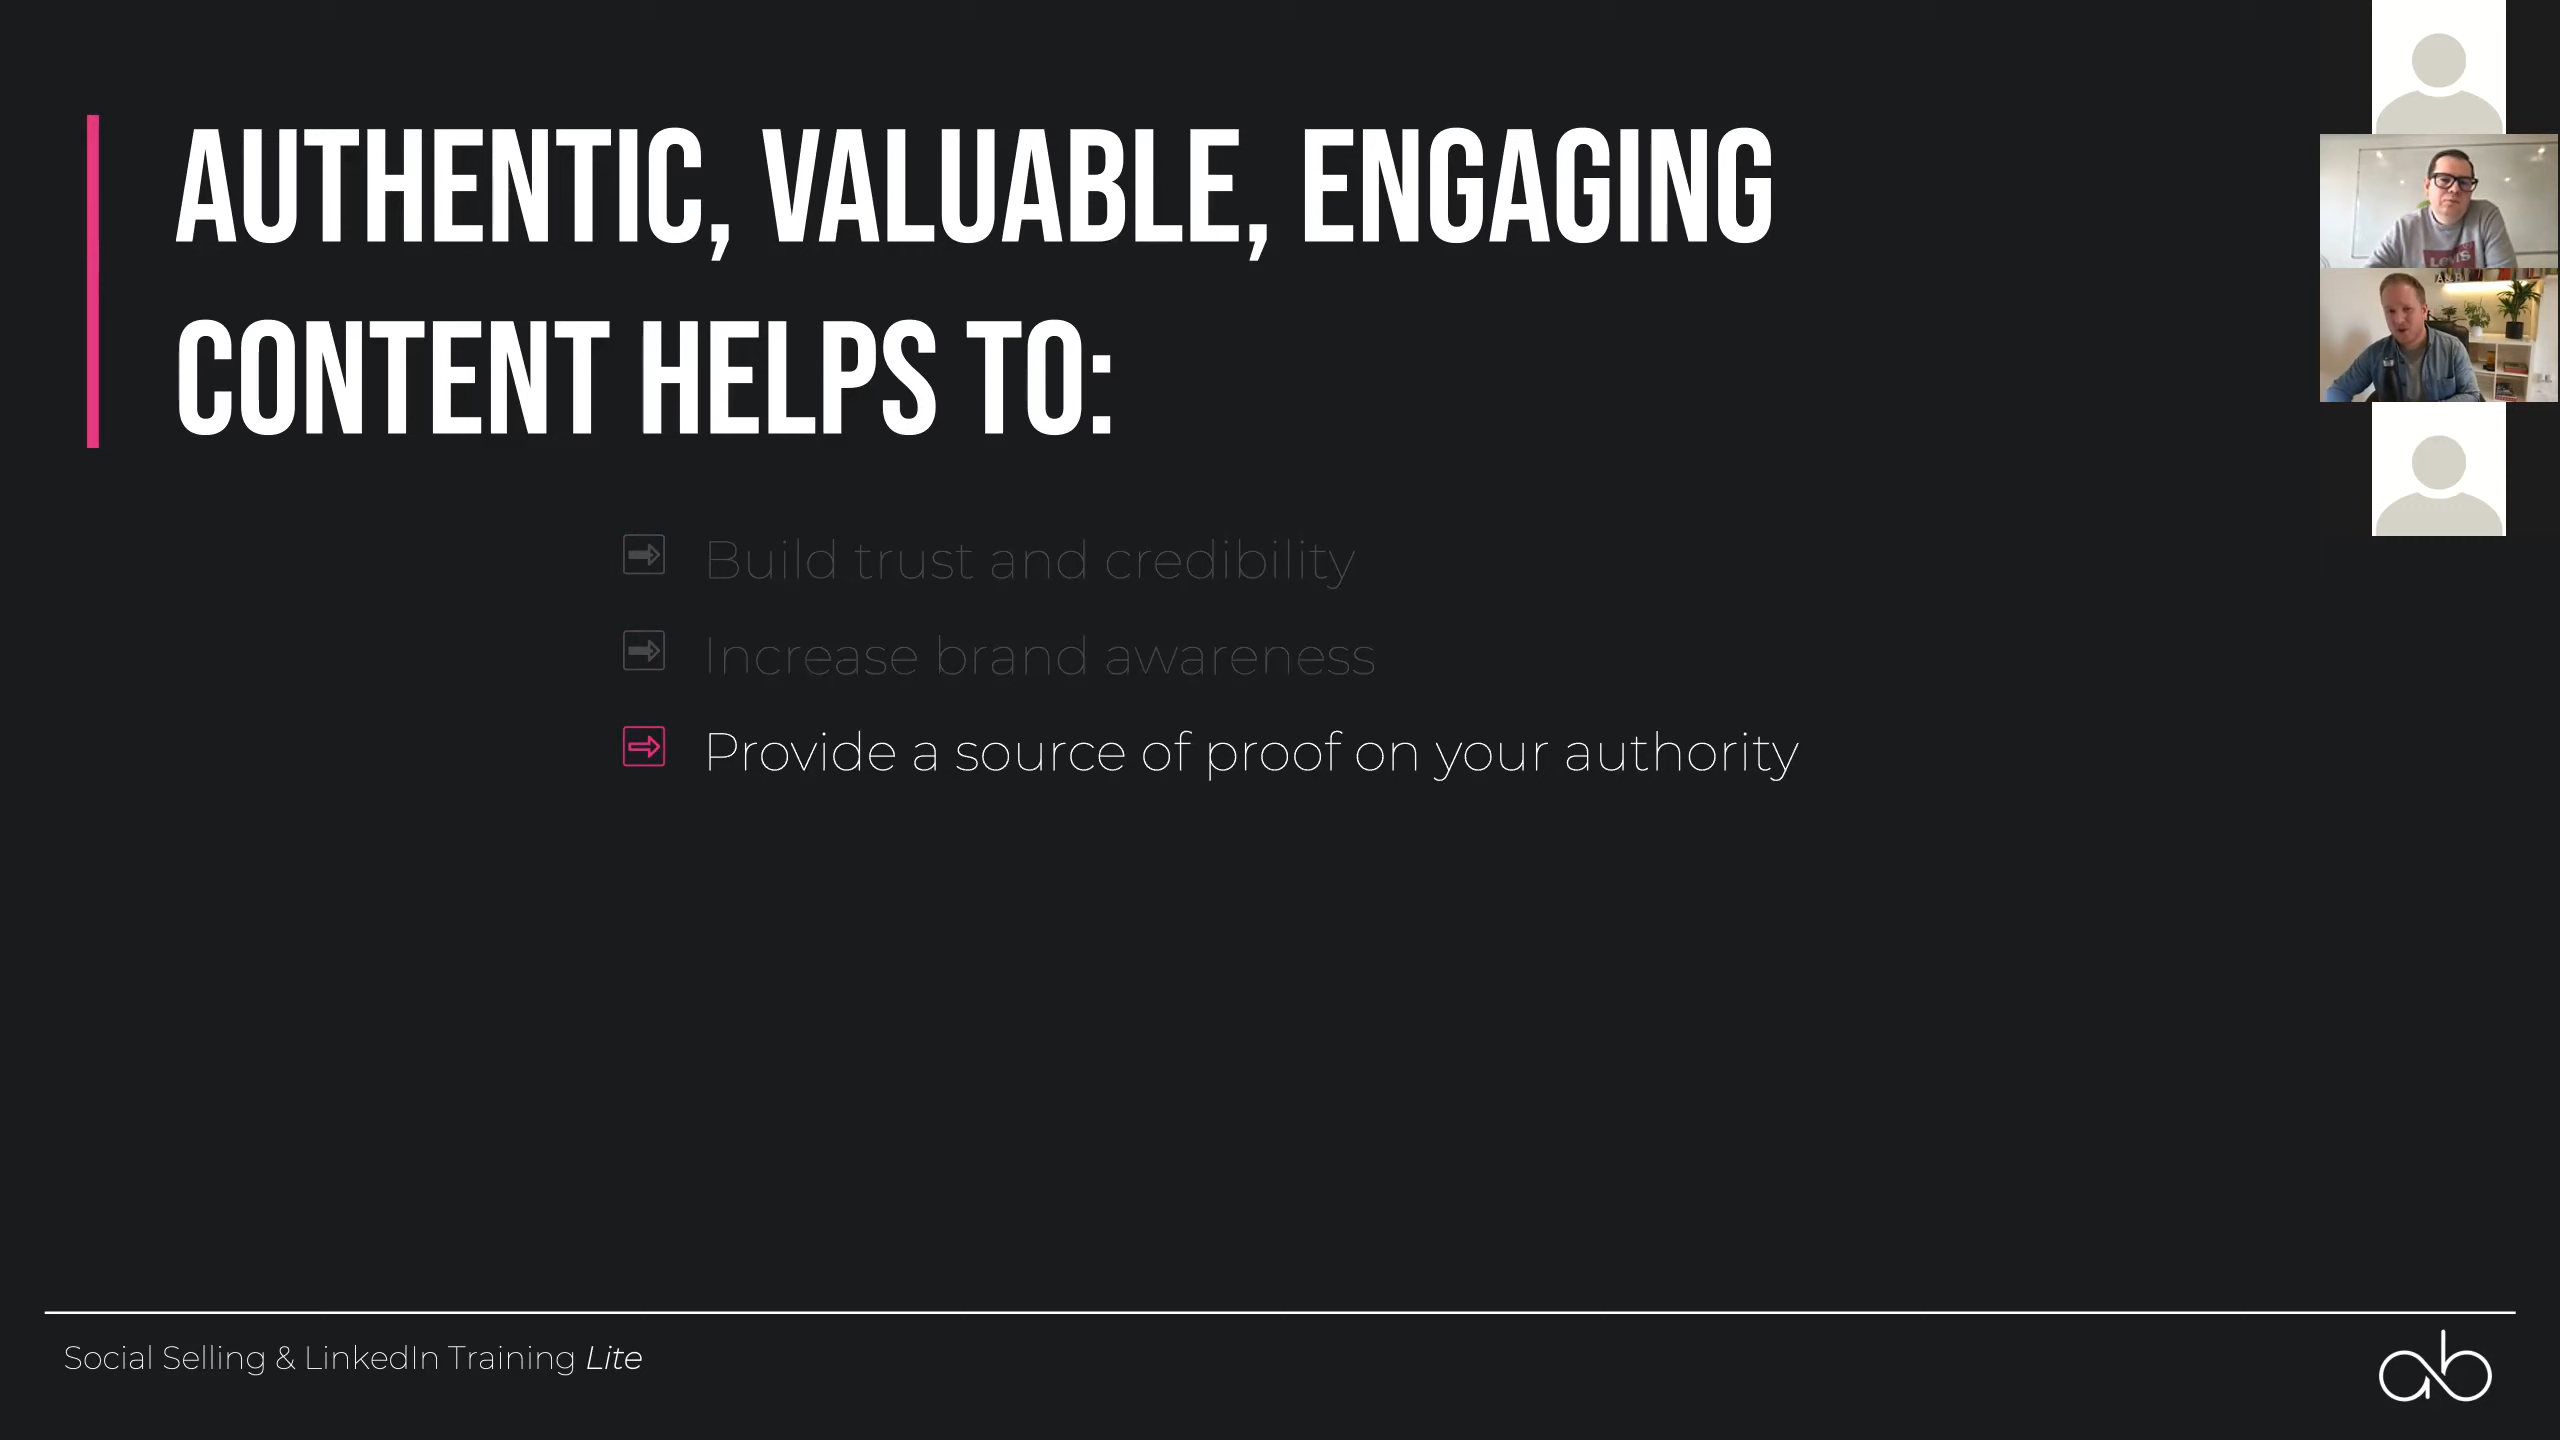 AUTHENTIC, VALUABLE, ENGAGING
CONTENT HELPS TO:
Build trust and credibility
Increase brand awareness
Provide a source of proof on your authority
Social Selling & LinkedIn Training Lite
ab